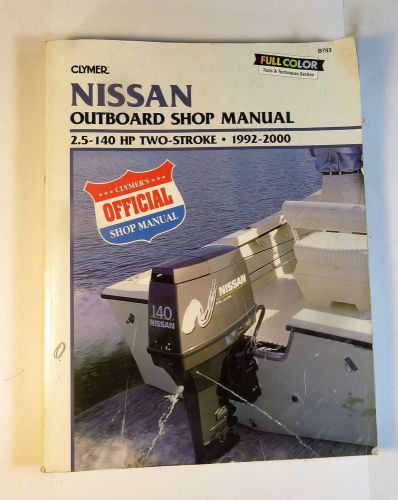 B793
FULL COLOR
Tools & Techniques Section
CLYMER
NISSAN
OUTBOARD SHOP MANUAL
2.5-140 HP TWO-STROKE • 1992-2000
CLYMER'S
OFFICIAL
SHOP MANUAL
NISSAN
140
NISSAN